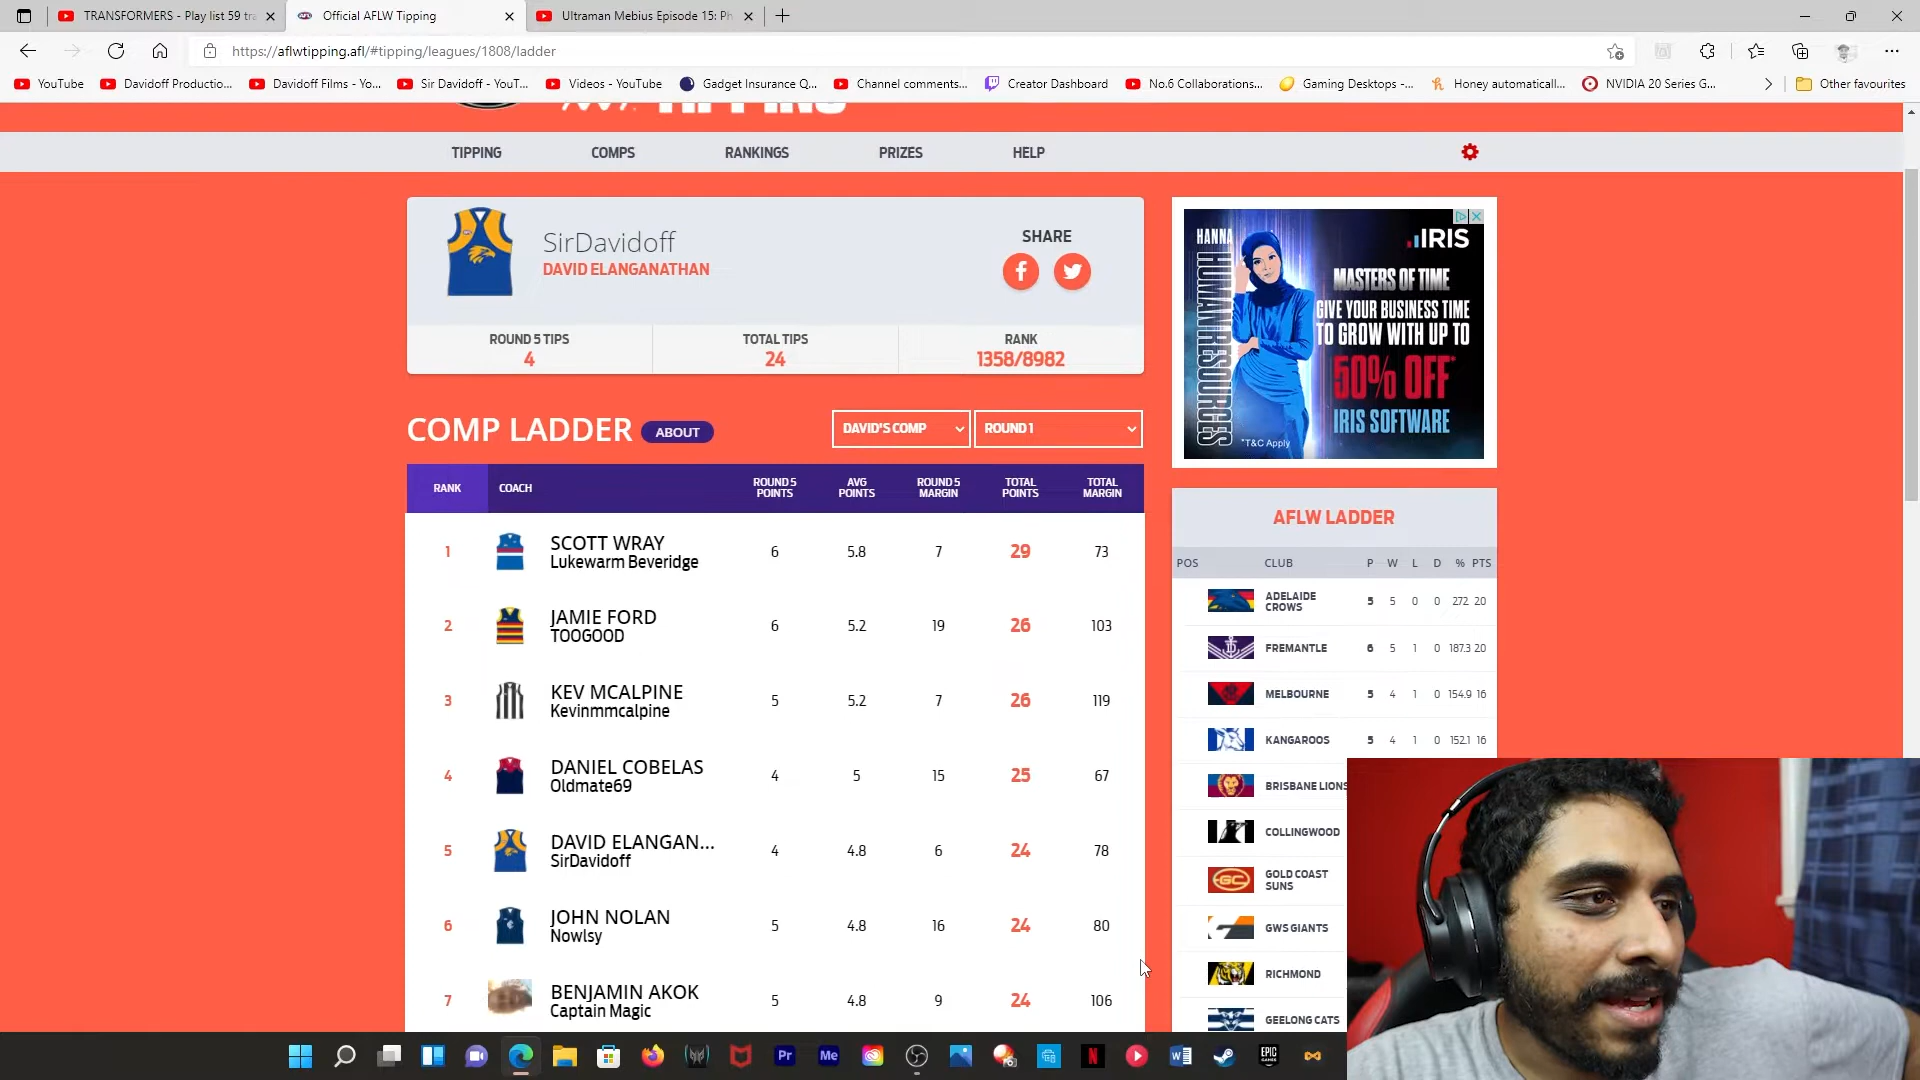 TRANSFORMERS - Play list 59 tra
Official AFLW Tipping
Ultraman Mebius Episode 15: Ph
https://aflwtipping.afl/#tipping/leagues/1808/ladder
YouTube
Davidoff Productio...
Davidoff Films - Yo...
Sir Davidoff - YouT...
Videos - YouTube
Gadget Insurance Q...
Channel comments...
Creator Dashboard
No.6 Collaborations...
Gaming Desktops -...
Honey automaticall...
NVIDIA 20 Series G...
Other favourites
TIPPING
TIPPING COMPS RANKINGS PRIZES HELP
SirDavidoff
DAVID ELANGANATHAN
SHARE
ROUND 5 TIPS
4
TOTAL TIPS
24
RANK
1358/8982
COMP LADDER ABOUT
DAVID'S COMP
ROUND 1
RANK COACH ROUND 5 POINTS AVG POINTS ROUND 5 MARGIN TOTAL POINTS TOTAL MARGIN
1 SCOTT WRAY 6 5.8 7 29 73
Lukewarm Beveridge
2 JAMIE FORD 6 5.2 19 26 103
TOOGOOD
3 KEV MCALPINE 5 5.2 7 26 119
Kevinmmcalpine
4 DANIEL COBELAS 4 5 15 25 67
Oldmate69
5 DAVID ELANGAN... 4 4.8 6 24 78
SirDavidoff
6 JOHN NOLAN 5 4.8 16 24 80
Nowlsy
7 BENJAMIN AKOK 5 4.8 9 24 106
Captain Magic
HANNA
HUMAN RESOURCES
IRIS
MASTERS OF TIME
GIVE YOUR BUSINESS TIME
TO GROW WITH UP TO
50% OFF*
IRIS SOFTWARE
*T&C Apply
AFLW LADDER
POS CLUB P W L D % PTS
ADELAIDE CROWS 5 5 0 0 272 20
FREMANTLE 6 5 1 0 187.3 20
MELBOURNE 5 4 1 0 154.9 16
KANGAROOS 5 4 1 0 152.1 16
BRISBANE LIONS
COLLINGWOOD
GOLD COAST SUNS
GWS GIANTS
RICHMOND
GEELONG CATS
Pr
Me
N
W
EPIC GAMES